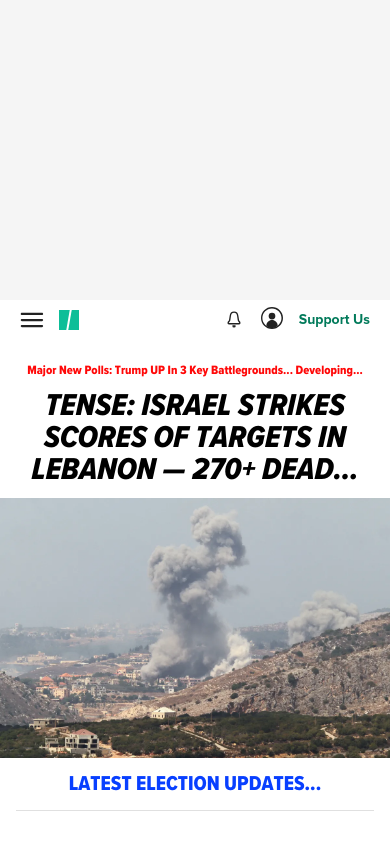 Support Us
Major New Polls: Trump UP In 3 Key Battlegrounds... Developing...
TENSE: ISRAEL STRIKES
SCORES OF TARGETS IN
LEBANON — 270+ DEAD...
LATEST ELECTION UPDATES...